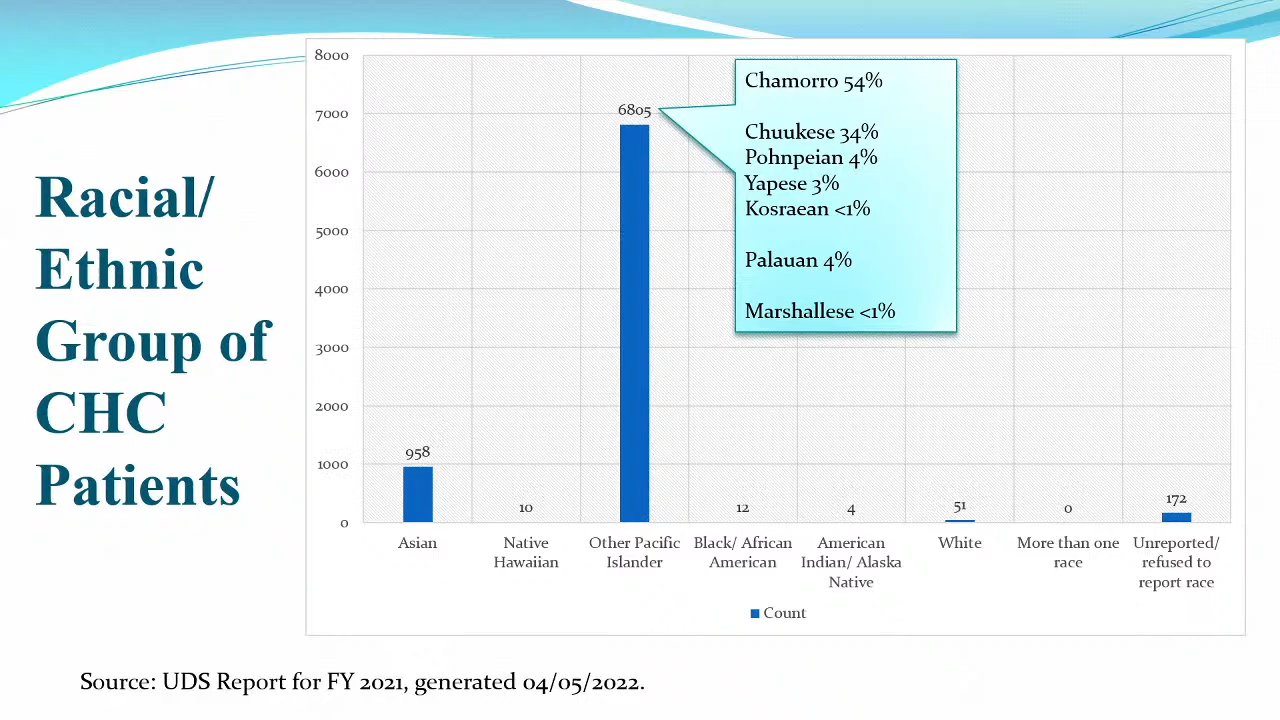 Racial/
Ethnic
Group of
CHC
Patients
8000
7000
6000
5000
4000
3000
2000
1000
0
958
10
6805
12
4
51
0
172
Chamorro 54%
Chuukese 34%
Pohnpeian 4%
Yapese 3%
Kosraean <1%
Palauan 4%
Marshallese <1%
Asian
Native
Hawaiian
Other Pacific
Islander
Black/ African
American
American
Indian/ Alaska
Native
White
More than one
race
Unreported/
refused to
report race
Count
Source: UDS Report for FY 2021, generated 04/05/2022.